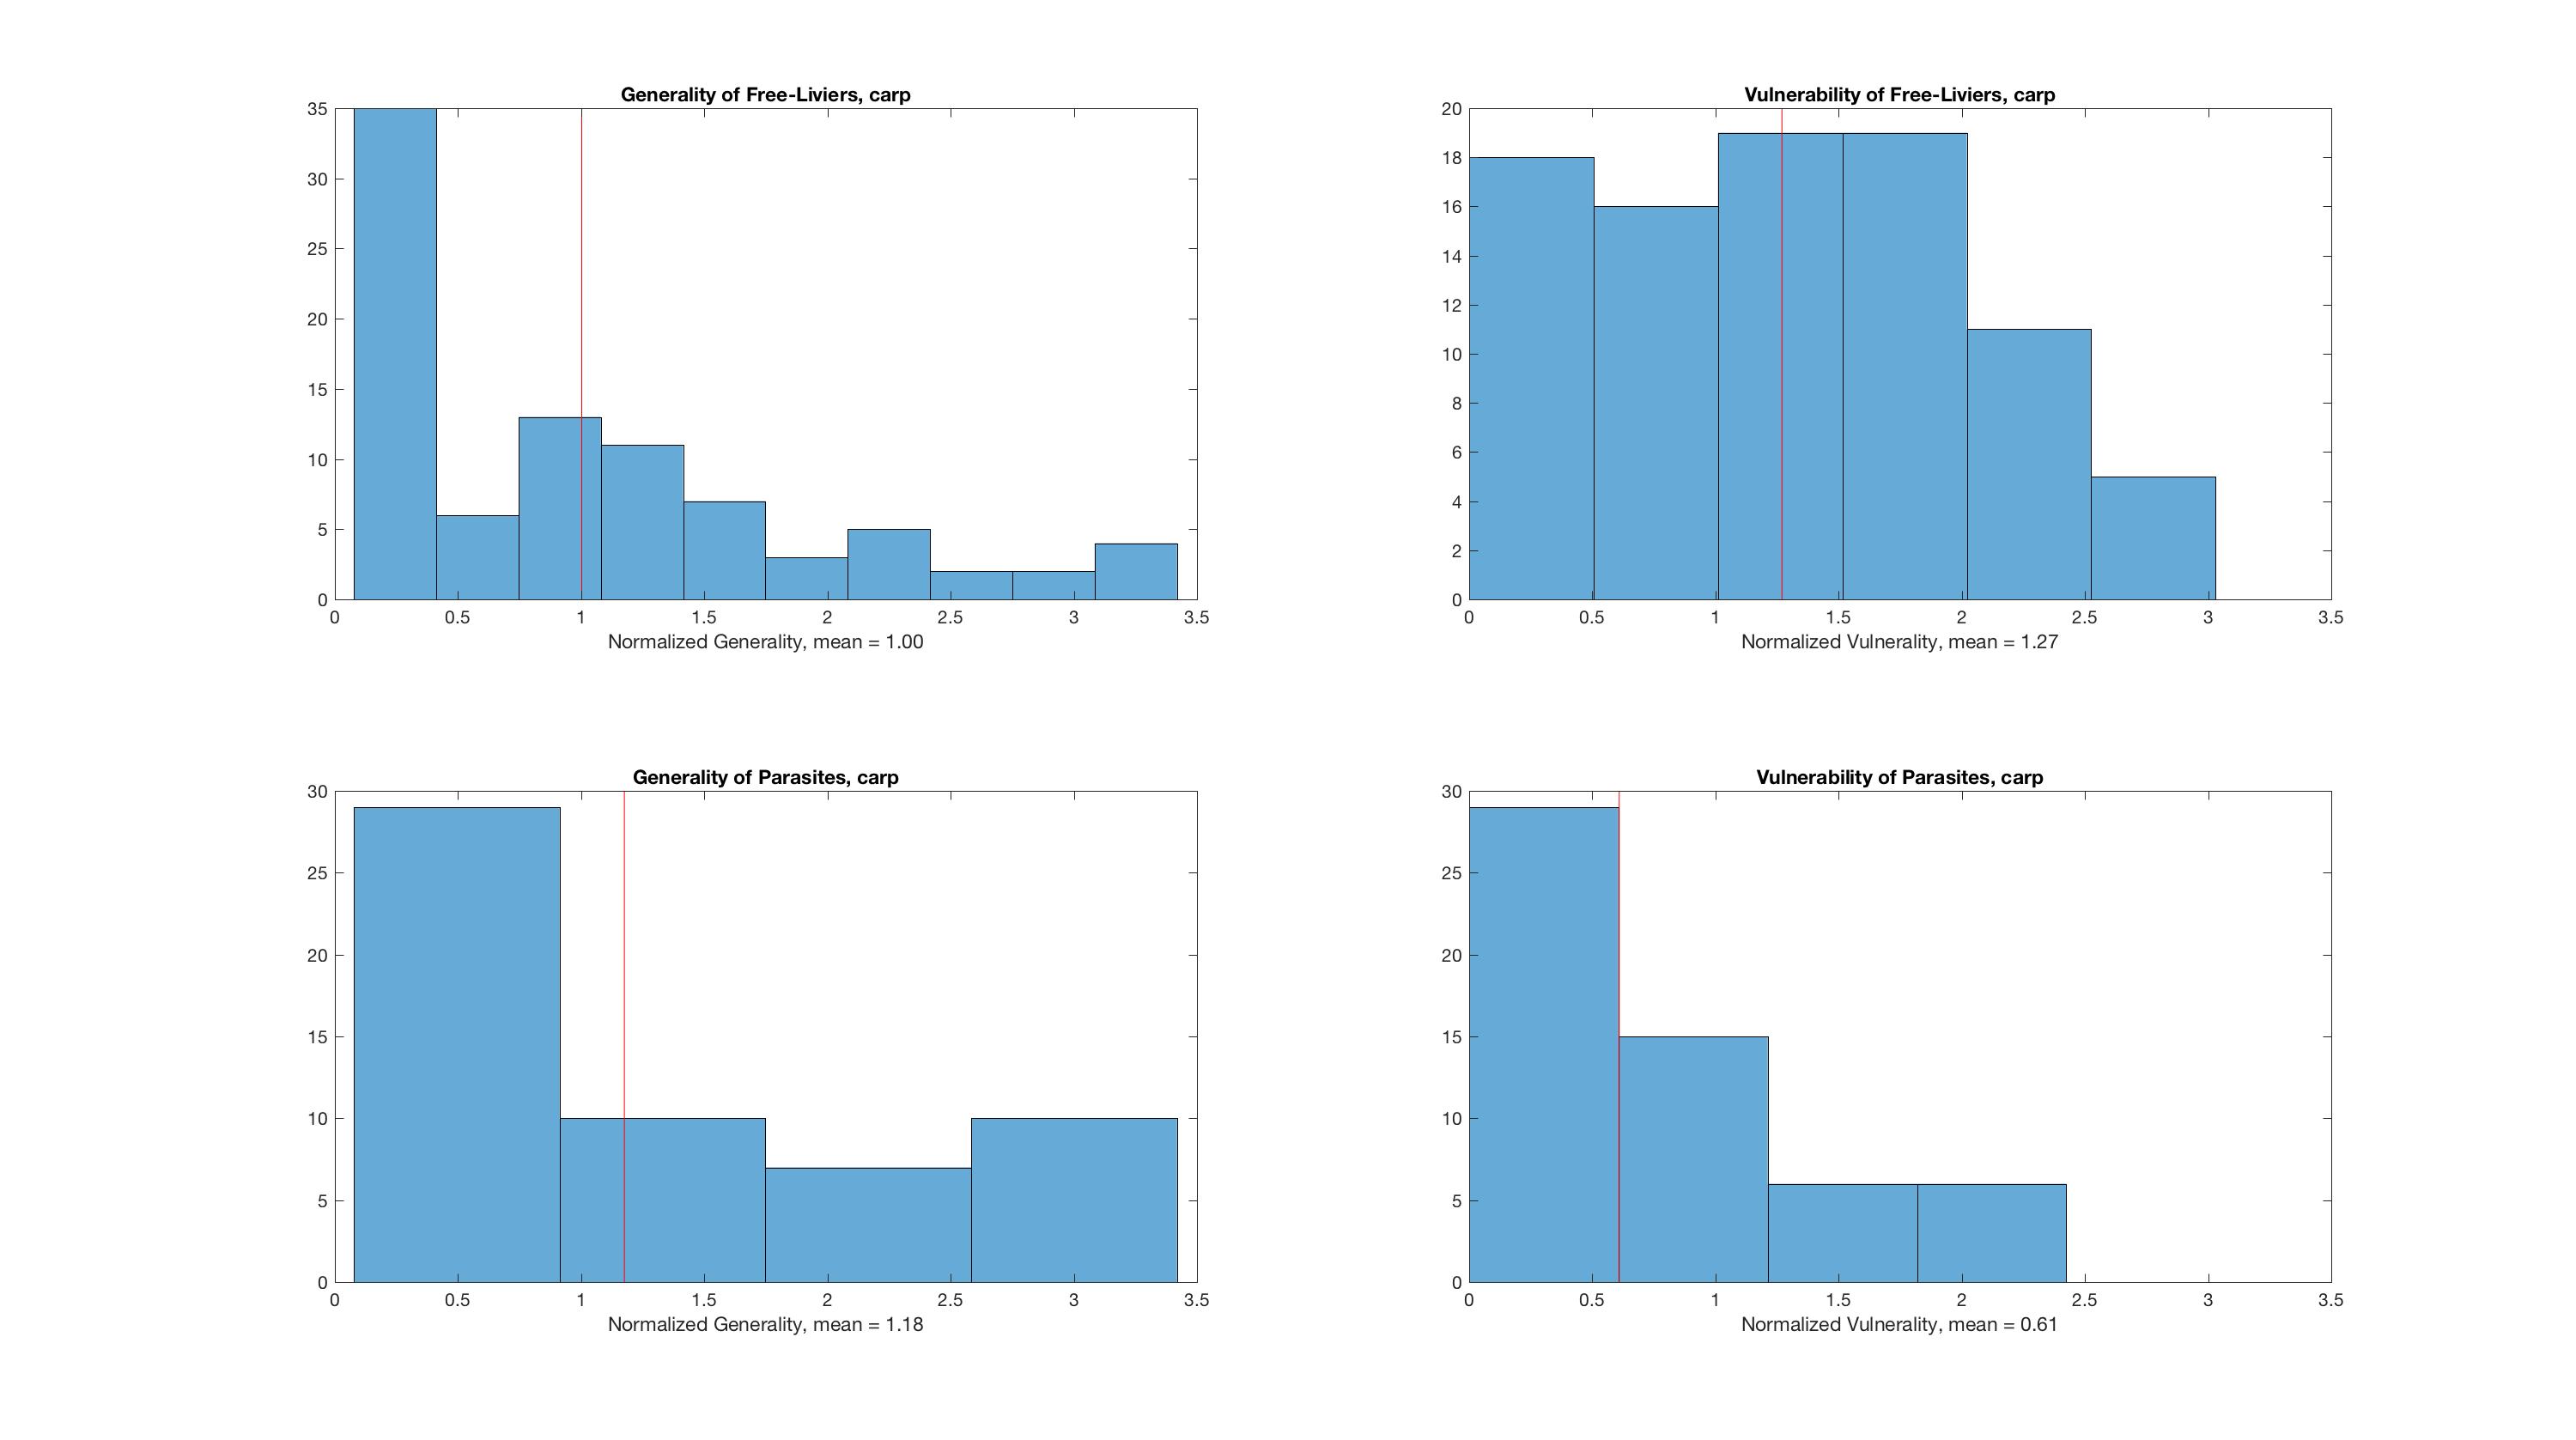 Generality of Free-Liviers, carp
35
30
25
20
15
10
5
0
0 0.5 1 1.5 2 2.5 3 3.5
Normalized Generality, mean = 1.00
Vulnerability of Free-Liviers, carp
20
18
16
14
12
10
8
6
4
2
0
0 0.5 1 1.5 2 2.5 3 3.5
Normalized Vulnerality, mean = 1.27
Generality of Parasites, carp
30
25
20
15
10
5
0
0 0.5 1 1.5 2 2.5 3 3.5
Normalized Generality, mean = 1.18
Vulnerability of Parasites, carp
30
25
20
15
10
5
0
0 0.5 1 1.5 2 2.5 3 3.5
Normalized Vulnerality, mean = 0.61